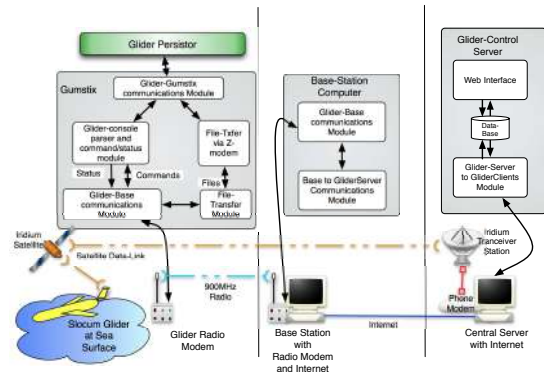 Glider Persistor
Gumstix
Glider-Gumstix
communications Module
Glider-console
parser and
command/status
module
File-Txfer
via Z-
modem
Status
Commands
Files
Glider-Base
communications
Module
File-
Transfer
Module
Base-Station
Computer
Glider-Base
communications
Module
Base to GliderServer
Communications
Module
Glider-Control
Server
Web Interface
Data-
Base
Glider-Server
to GliderClients
Module
Iridium
Satellite
Satellite Data-Link
Iridium
Tranceiver
Station
900MHz
Radio
Phone
Modem
Internet
Slocum Glider
at Sea
Surface
Glider Radio
Modem
Base Station
with
Radio Modem
and Internet
Central Server
with Internet